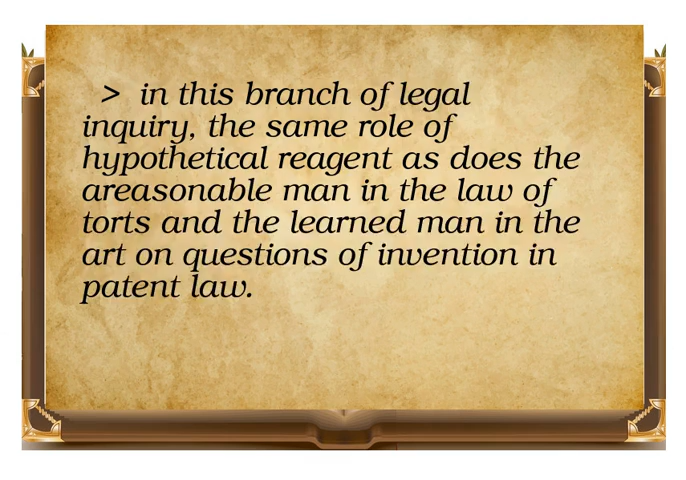 > in this branch of legal
inquiry, the same role of
hypothetical reagent as does the
areasonable man in the law of
torts and the learned man in the
art on questions of invention in
patent law.